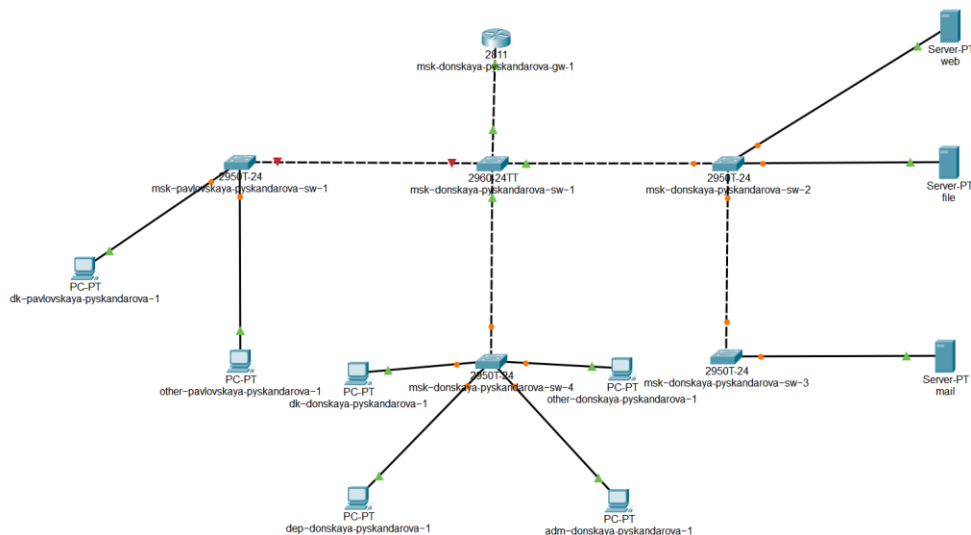 Server-PT
web
2811
msk-donskaya-pyskandarova-gw-1
2950T-24
msk-pavlovskaya-pyskandarova-sw-1
2960-24TT
msk-donskaya-pyskandarova-sw-1
2950T-24
msk-donskaya-pyskandarova-sw-2
Server-PT
file
PC-PT
dk-pavlovskaya-pyskandarova-1
PC-PT
other-pavlovskaya-pyskandarova-1
PC-PT
dk-donskaya-pyskandarova-1
2950T-24
msk-donskaya-pyskandarova-sw-4
PC-PT
other-donskaya-pyskandarova-1
2950T-24
msk-donskaya-pyskandarova-sw-3
Server-PT
mail
PC-PT
dep-donskaya-pyskandarova-1
PC-PT
adm-donskaya-pyskandarova-1